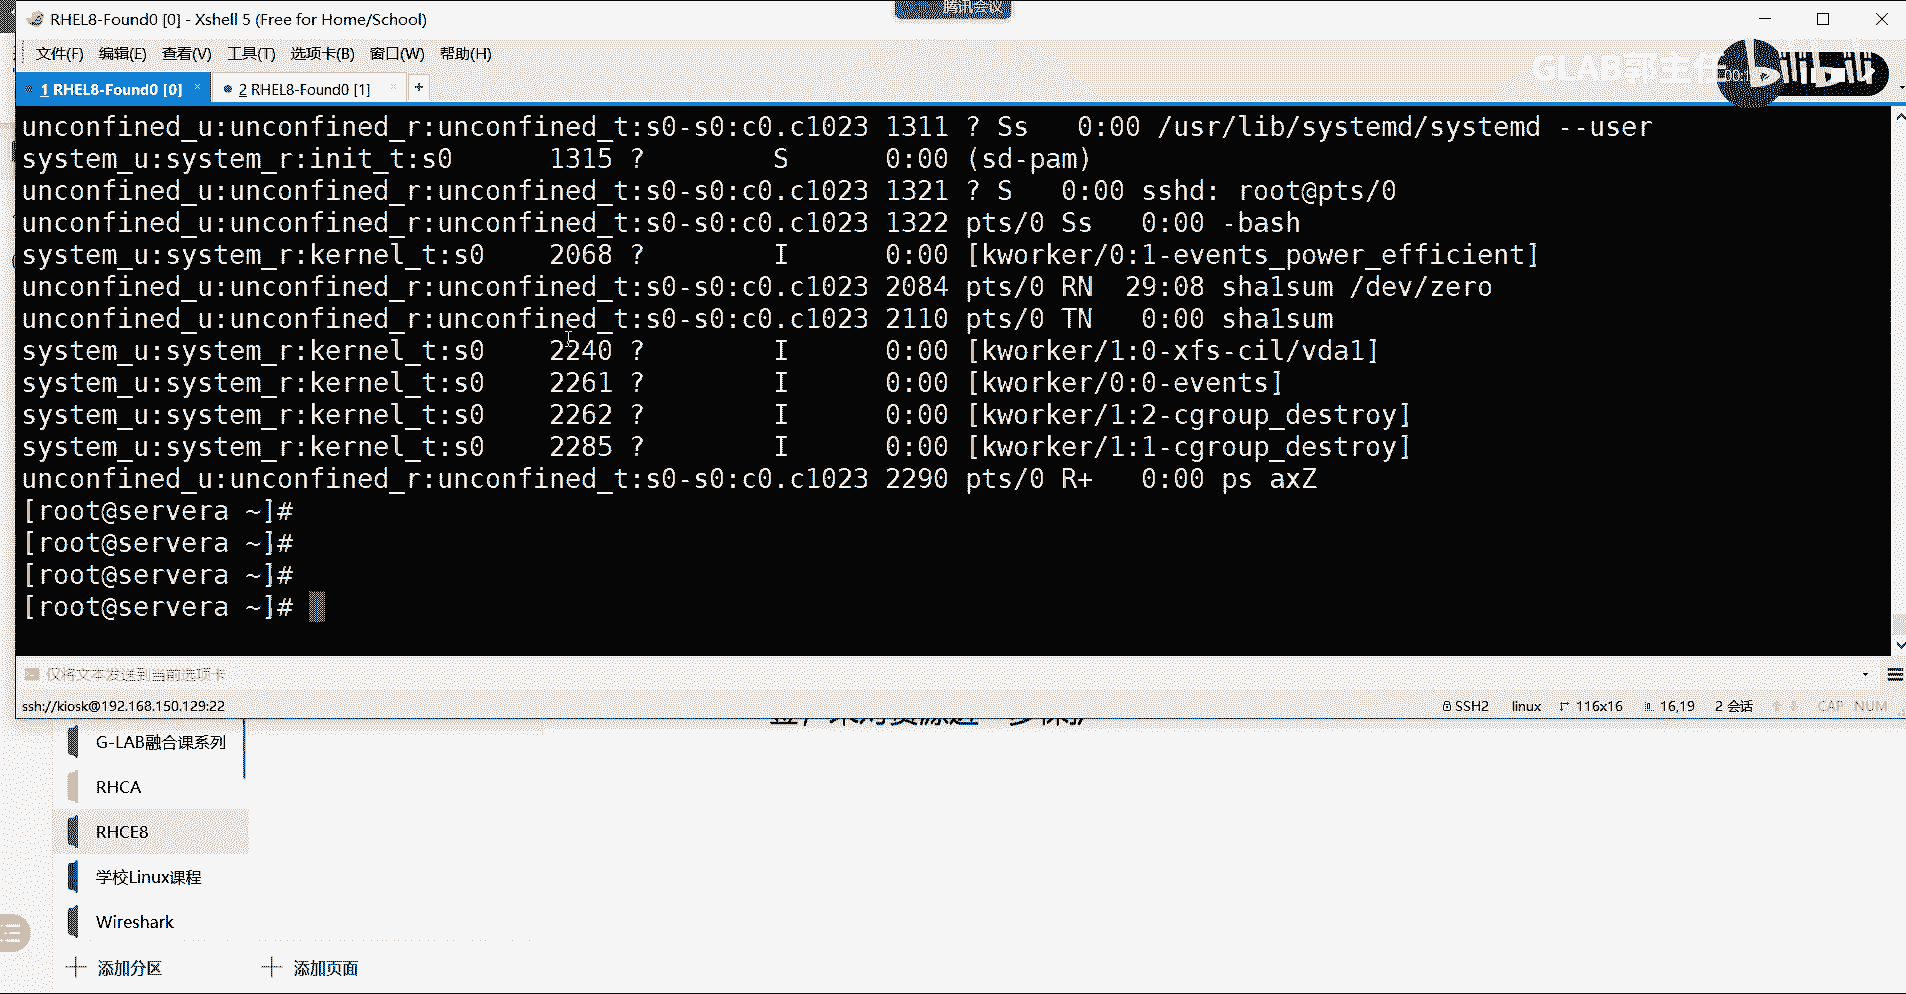 RHEL8-Found0 [0] - Xshell 5 (Free for Home/School)
腾讯会议
文件(F) 编辑(E) 查看(V) 工具(T) 选项卡(B) 窗口(W) 帮助(H)
GLAB郭主任
bilibili
1 RHEL8-Found0 [0] × 2 RHEL8-Found0 [1] × +
unconfined_u:unconfined_r:unconfined_t:s0-s0:c0.c1023 1311 ? Ss 0:00 /usr/lib/systemd/systemd --user
system_u:system_r:init_t:s0 1315 ? S 0:00 (sd-pam)
unconfined_u:unconfined_r:unconfined_t:s0-s0:c0.c1023 1321 ? S 0:00 sshd: root@pts/0
unconfined_u:unconfined_r:unconfined_t:s0-s0:c0.c1023 1322 pts/0 Ss 0:00 -bash
system_u:system_r:kernel_t:s0 2068 ? I 0:00 [kworker/0:1-events_power_efficient]
unconfined_u:unconfined_r:unconfined_t:s0-s0:c0.c1023 2084 pts/0 RN 29:08 sha1sum /dev/zero
unconfined_u:unconfined_r:unconfined_t:s0-s0:c0.c1023 2110 pts/0 TN 0:00 sha1sum
system_u:system_r:kernel_t:s0 2240 ? I 0:00 [kworker/1:0-xfs-cil/vda1]
system_u:system_r:kernel_t:s0 2261 ? I 0:00 [kworker/0:0-events]
system_u:system_r:kernel_t:s0 2262 ? I 0:00 [kworker/1:2-cgroup_destroy]
system_u:system_r:kernel_t:s0 2285 ? I 0:00 [kworker/1:1-cgroup_destroy]
unconfined_u:unconfined_r:unconfined_t:s0-s0:c0.c1023 2290 pts/0 R+ 0:00 ps axZ
[root@servera ~]#
[root@servera ~]#
[root@servera ~]#
[root@servera ~]#
仅将文本发送到当前选项卡
ssh://kiosk@192.168.150.129:22 SSH2 linux 116x16 16,19 2 会话 CAP NUM
G-LAB融合课系列
RHCA
RHCE8
学校Linux课程
Wireshark
添加分区 添加页面